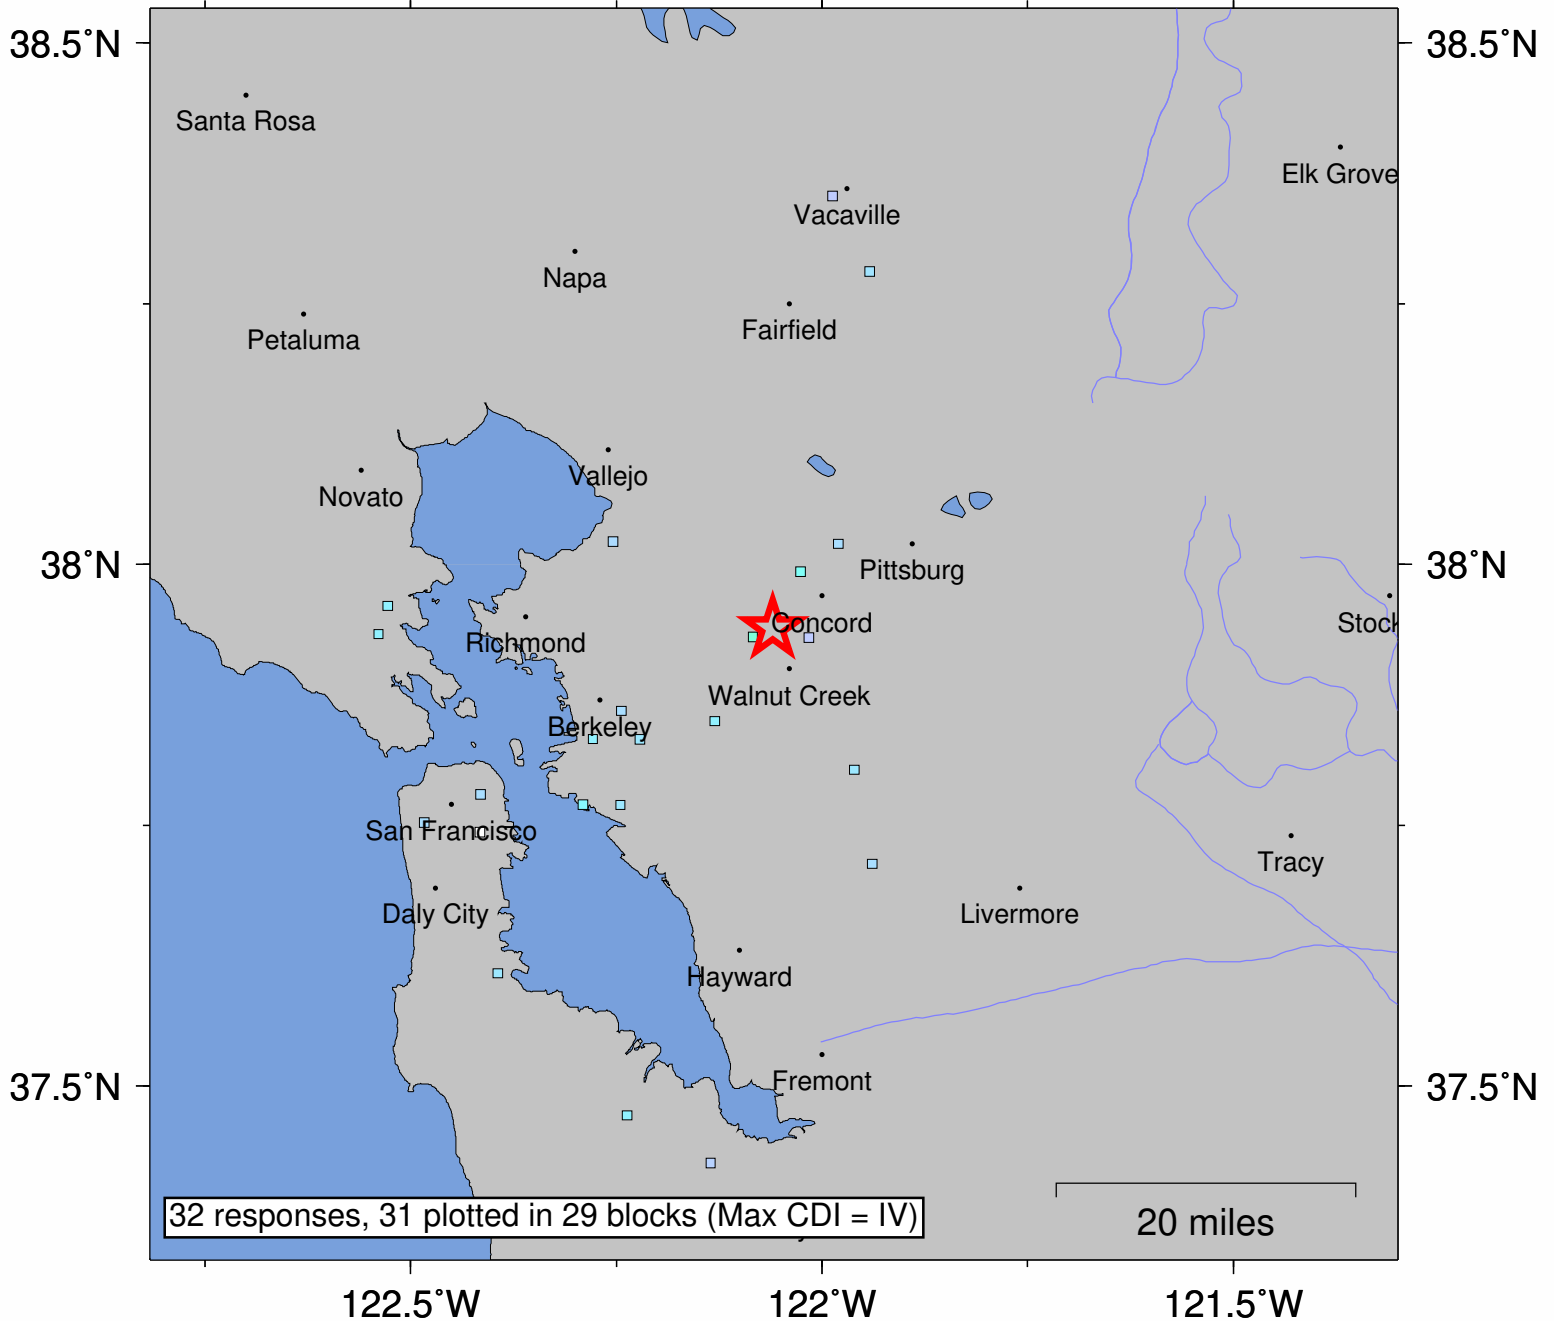 38.5°N
38.5°N
Santa Rosa
Elk Grove
Vacaville
Napa
Fairfield
Petaluma
Vallejo
Novato
38°N
Pittsburg
38°N
Concord
Stock
Richmond
Walnut Creek
Berkeley
San Francisco
Tracy
Daly City
Livermore
Hayward
37.5°N
Fremont
37.5°N
32 responses, 31 plotted in 29 blocks (Max CDI = IV)
20 miles
122.5°W
122°W
121.5°W